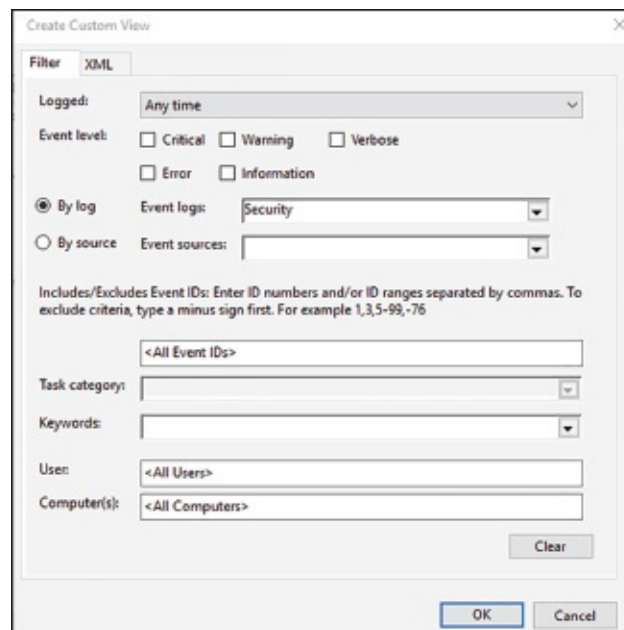 Create Custom View
Filter XML
Logged: Any time
Event level: Critical Warning Verbose
Error Information
By log Event logs: Security
By source Event sources:
Includes/Excludes Event IDs: Enter ID numbers and/or ID ranges separated by commas. To
exclude criteria, type a minus sign first. For example 1,3,5-99,-76
<All Event IDs>
Task category:
Keywords:
User: <All Users>
Computer(s): <All Computers>
Clear
OK Cancel